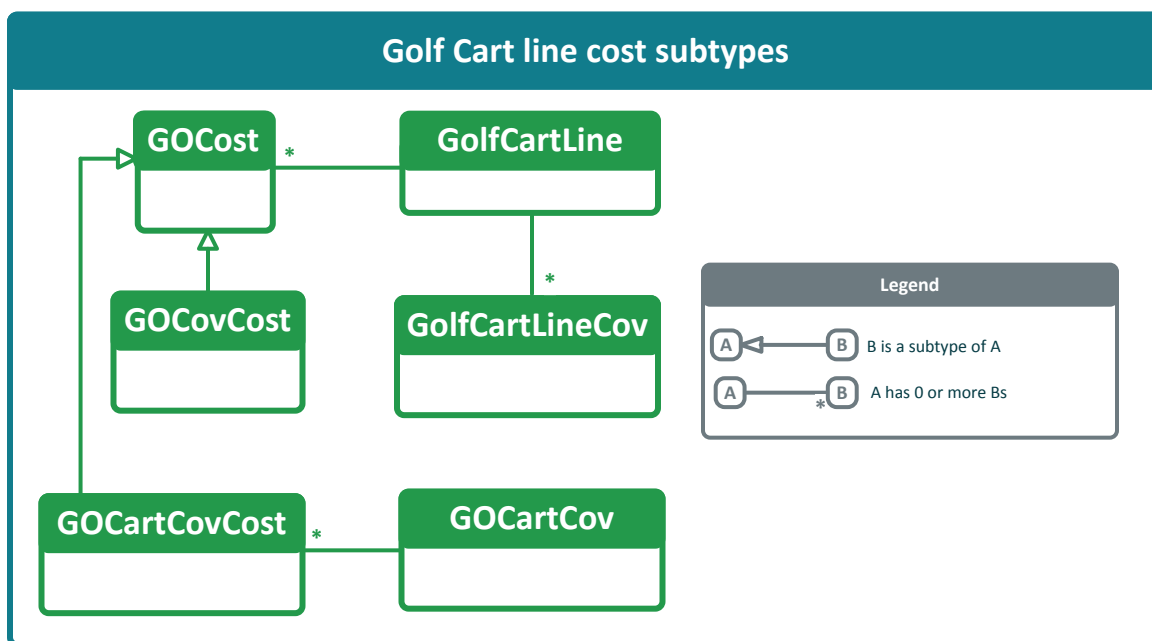 Golf Cart line cost subtypes
GOCost
*
GolfCartLine
*
GOCovCost
GolfCartLineCov
Legend
A
B
B is a subtype of A
A
*
B
A has 0 or more Bs
GOCartCovCost
*
GOCartCov